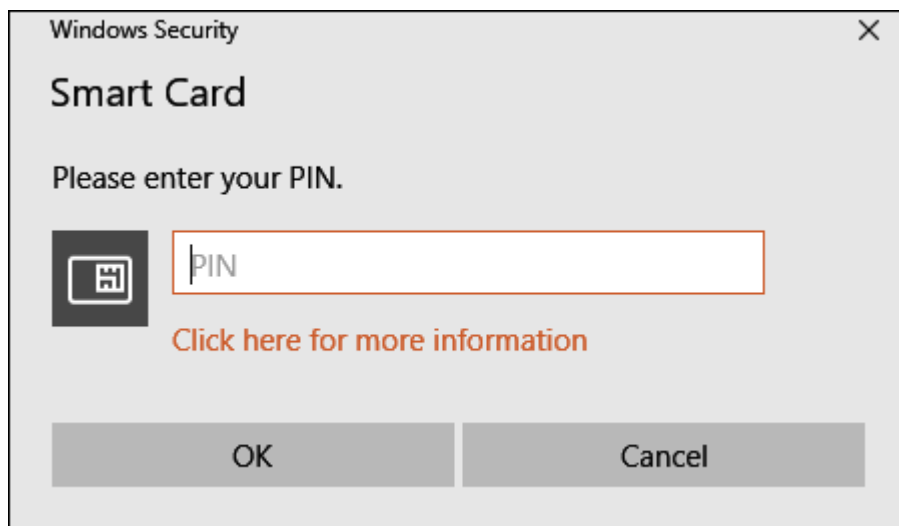 Windows Security
Smart Card
Please enter your PIN.
PIN
Click here for more information
OK
Cancel